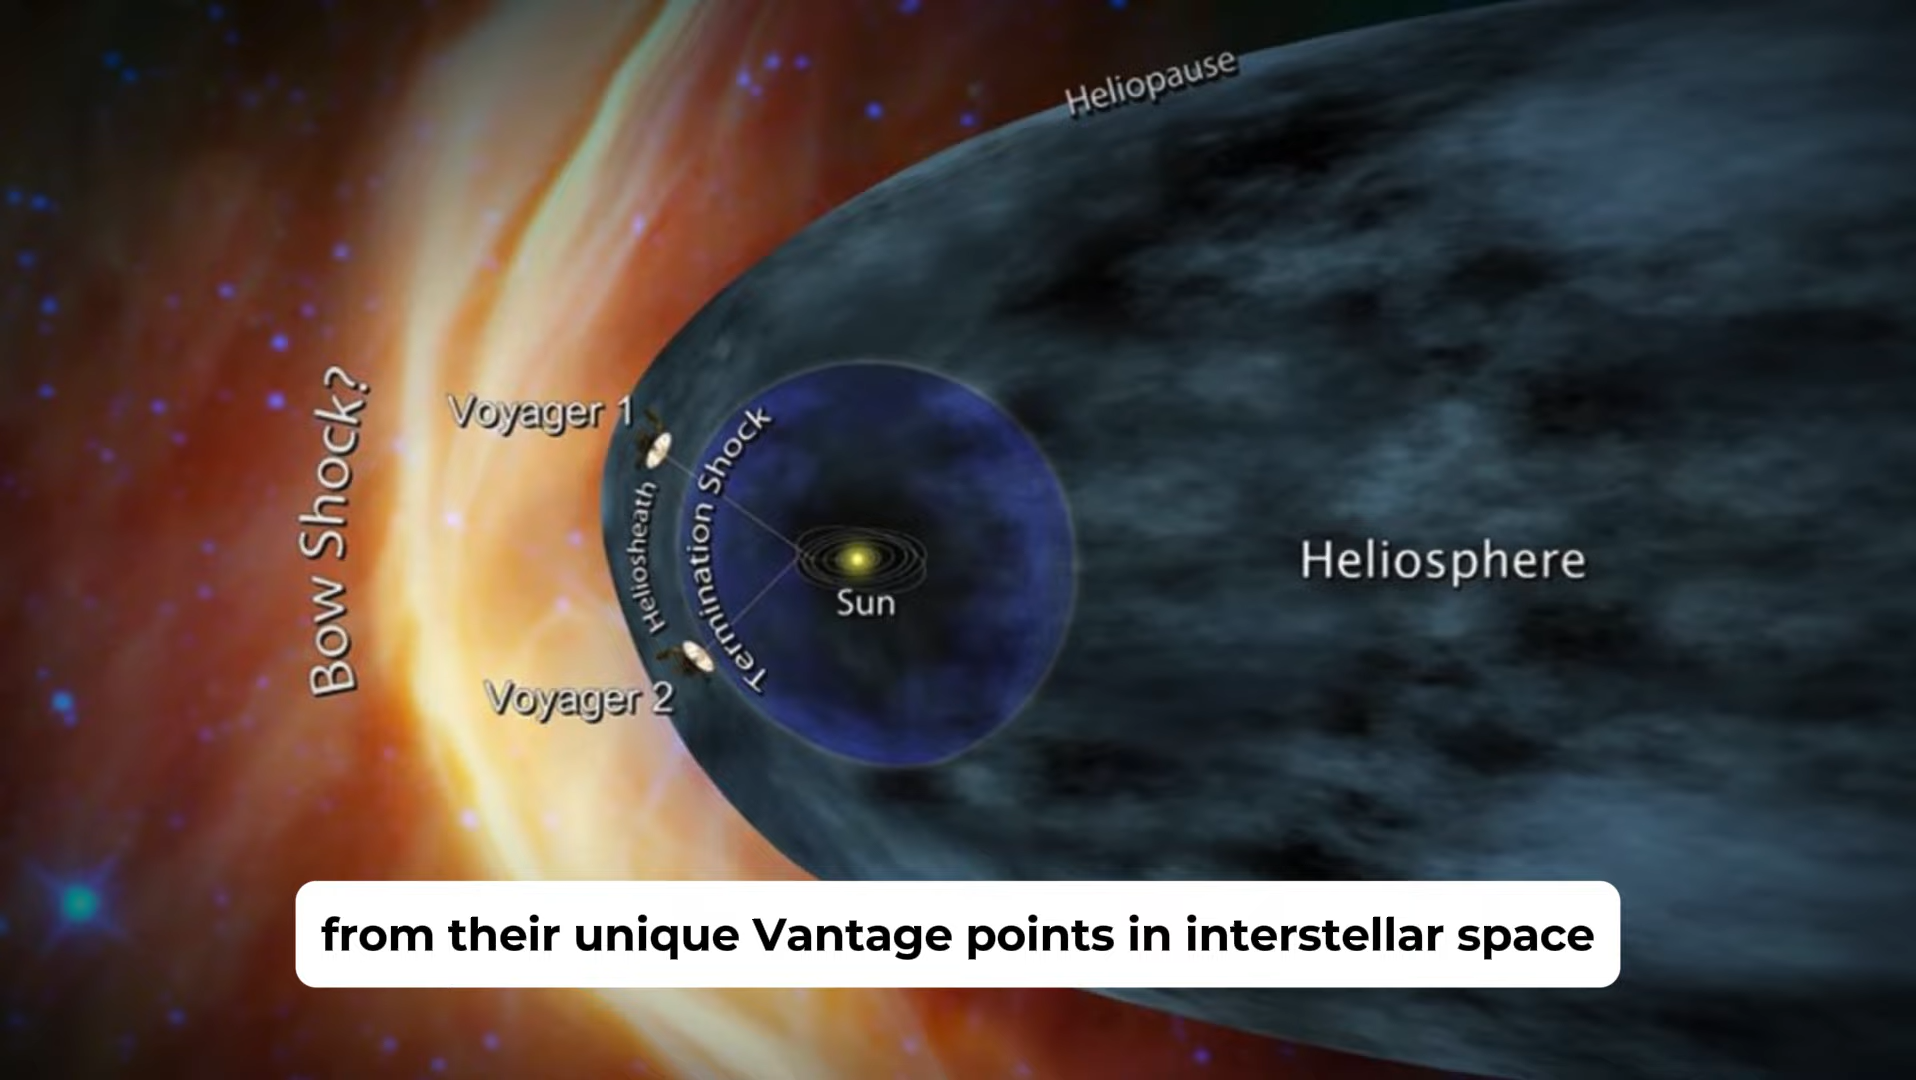 Heliopause
Bow Shock?
Voyager 1
Heliosheath
Termination Shock
Sun
Heliosphere
Voyager 2
from their unique Vantage points in interstellar space